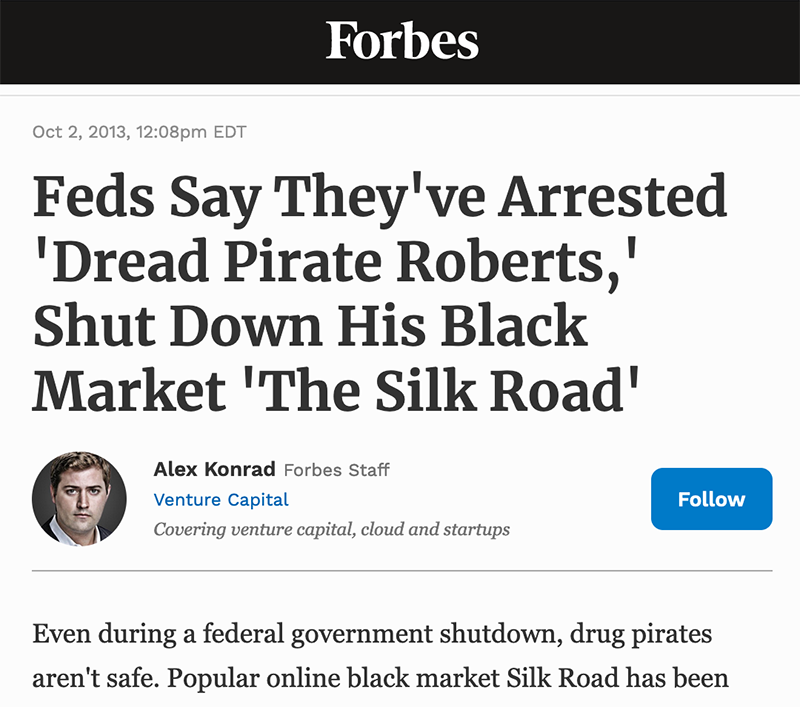 Forbes
Oct 2, 2013, 12:08pm EDT
Feds Say They've Arrested
'Dread Pirate Roberts,'
Shut Down His Black
Market 'The Silk Road'
Alex Konrad Forbes Staff
Venture Capital
Covering venture capital, cloud and startups
Follow
Even during a federal government shutdown, drug pirates
aren't safe. Popular online black market Silk Road has been